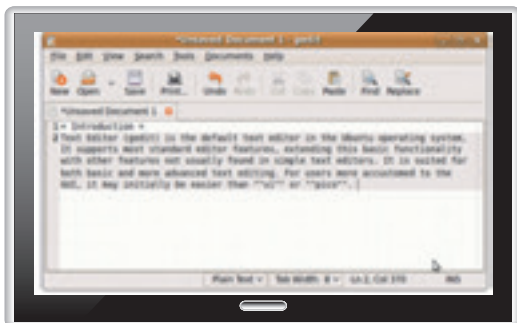 *Unsaved Document 1 - gedit
File Edit View Search Tools Documents Help
New Open Save Print... Undo Redo Cut Copy Paste Find Replace
*Unsaved Document 1
1 = Introduction =
2 Text Editor (gedit) is the default text editor in the Ubuntu operating system.
It supports most standard editor features, extending this basic functionality
with other features not usually found in simple text editors. It is suited for
both basic and more advanced text editing. For users more accustomed to the
GUI, it may initially be easier than '''vi''' or '''pico'''.
Plain Text Tab Width: 8 Ln 2, Col 370 INS